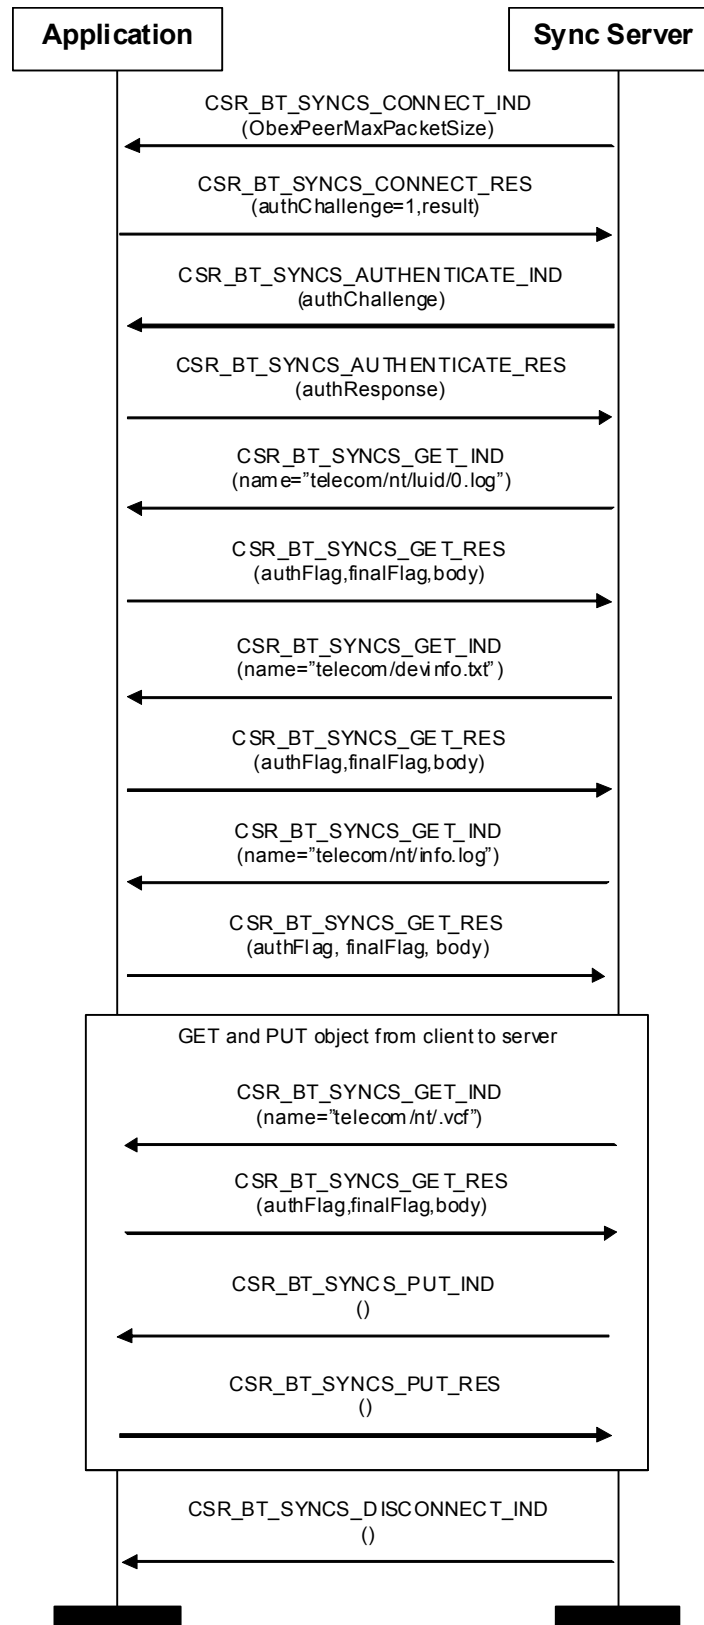 Application
Sync Server
CSR_BT_SYNCS_CONNECT_IND
(ObexPeerMaxPacketSize)
CSR_BT_SYNCS_CONNECT_RES
(authChallenge=1,result)
CSR_BT_SYNCS_AUTHENTICATE_IND
(authChallenge)
CSR_BT_SYNCS_AUTHENTICATE_RES
(authResponse)
CSR_BT_SYNCS_GET_IND
(name=”telecom/nt/luid/0.log”)
CSR_BT_SYNCS_GET_RES
(authFlag,finalFlag,body)
CSR_BT_SYNCS_GET_IND
(name=”telecom/devinfo.txt”)
CSR_BT_SYNCS_GET_RES
(authFlag,finalFlag,body)
CSR_BT_SYNCS_GET_IND
(name=”telecom/nt/info.log”)
CSR_BT_SYNCS_GET_RES
(authFlag, finalFlag, body)
GET and PUT object from client to server
CSR_BT_SYNCS_GET_IND
(name=”telecom/nt/.vcf”)
CSR_BT_SYNCS_GET_RES
(authFlag,finalFlag,body)
CSR_BT_SYNCS_PUT_IND
()
CSR_BT_SYNCS_PUT_RES
()
CSR_BT_SYNCS_DISCONNECT_IND
()